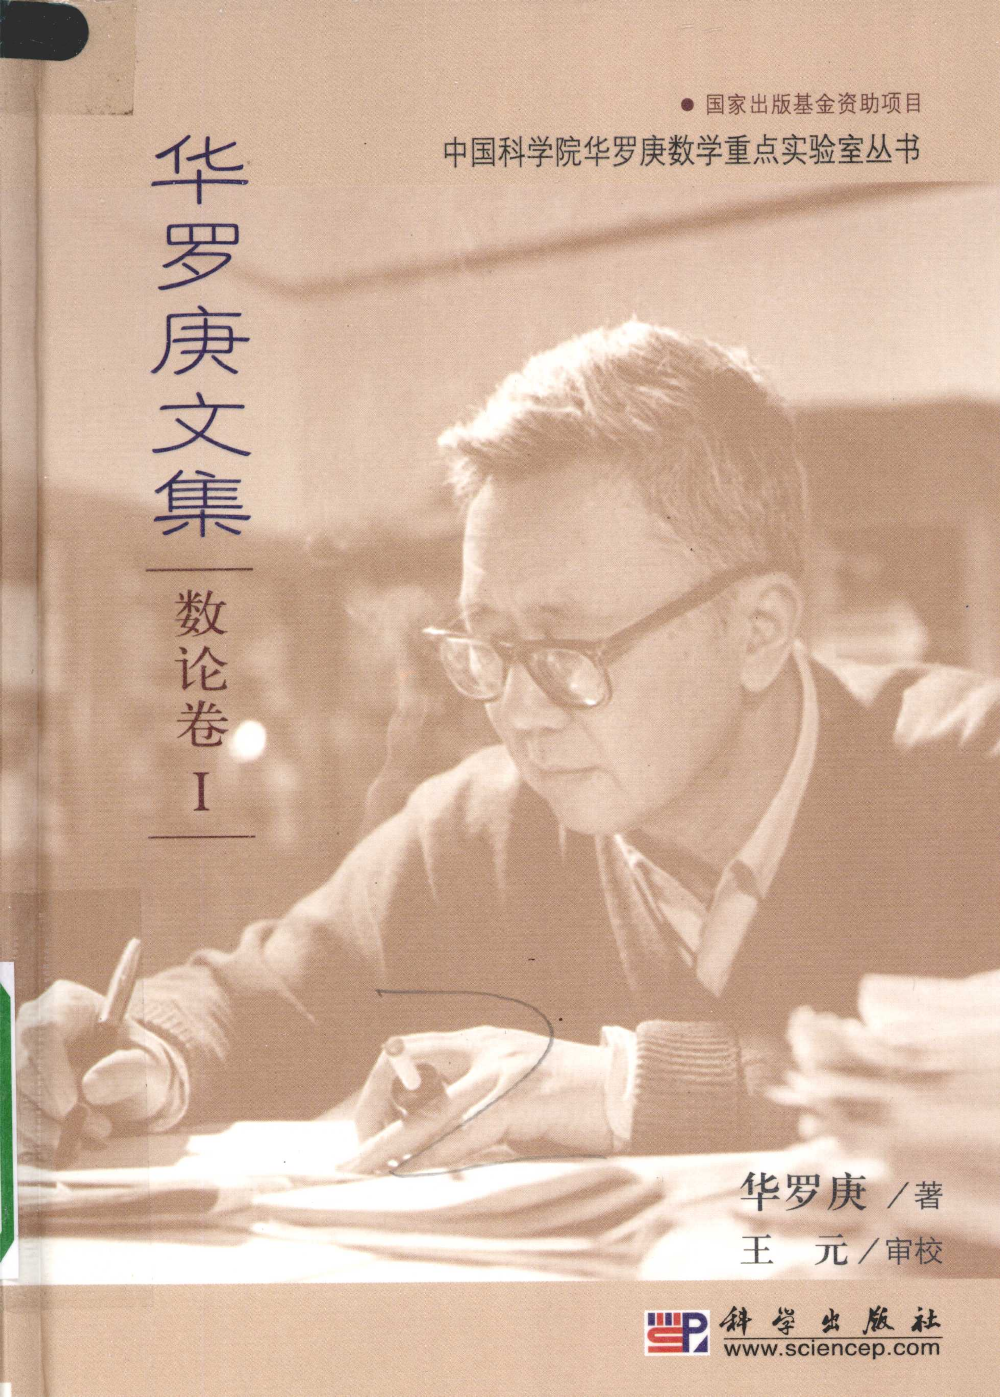 ● 国家出版基金资助项目
中国科学院华罗庚数学重点实验室丛书
华罗庚文集
数论卷 I
华罗庚 / 著
王 元 / 审校
科学出版社
www.sciencep.com